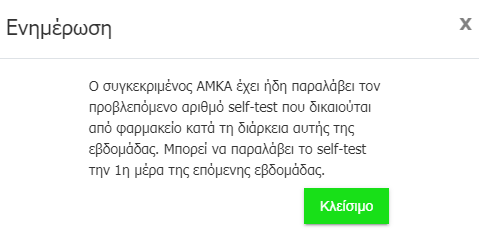 Ενημέρωση
x
Ο συγκεκριμένος ΑΜΚΑ έχει ήδη παραλάβει τον
προβλεπόμενο αριθμό self-test που δικαιούται
από φαρμακείο κατά τη διάρκεια αυτής της
εβδομάδας. Μπορεί να παραλάβει το self-test
την 1η μέρα της επόμενης εβδομάδας.
Κλείσιμο